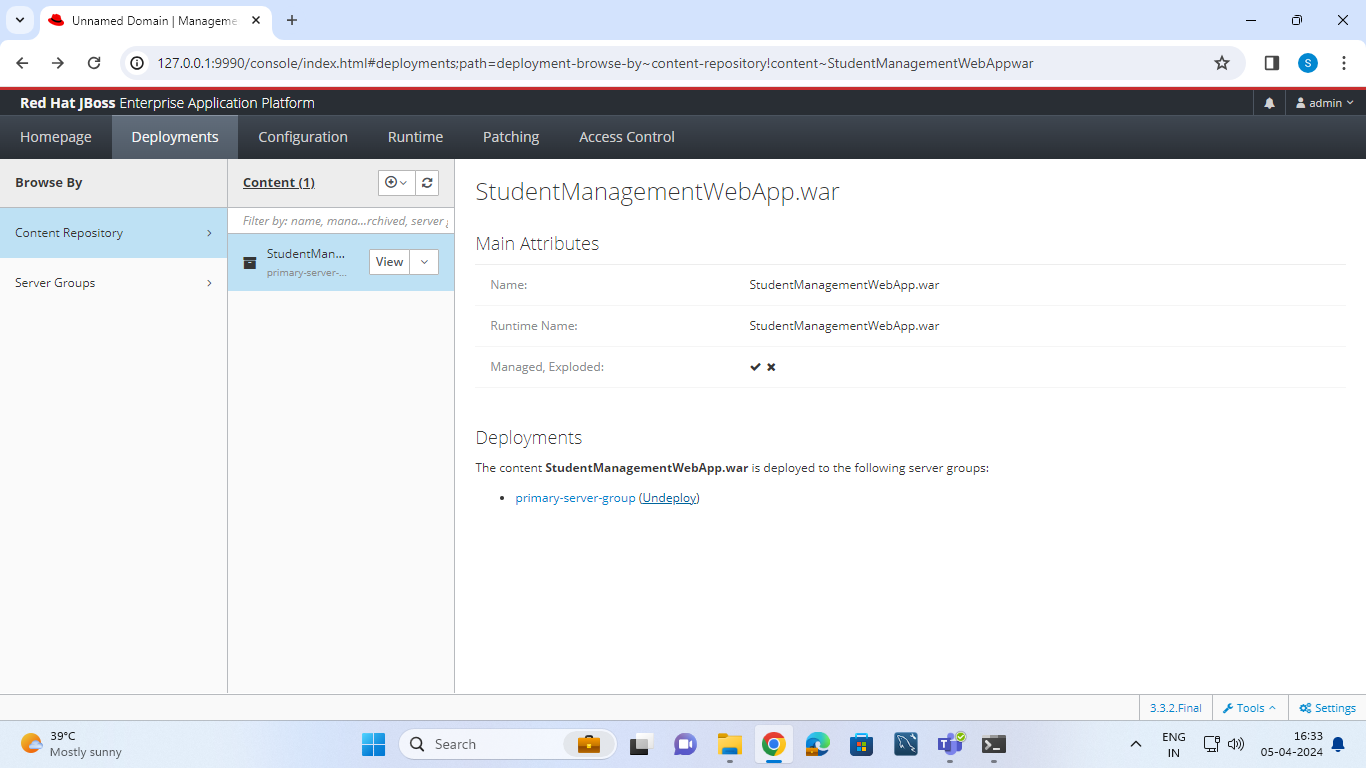 Unnamed Domain | Manageme
127.0.0.1:9990/console/index.html#deployments;path=deployment-browse-by~content-repository!content~StudentManagementWebAppwar
S
Red Hat JBoss Enterprise Application Platform
admin
Homepage
Deployments
Configuration
Runtime
Patching
Access Control
Browse By
Content Repository
Server Groups
Content (1)
Filter by: name, mana...rchived, server
StudentMan...
primary-server-...
View
StudentManagementWebApp.war
Main Attributes
Name: StudentManagementWebApp.war
Runtime Name: StudentManagementWebApp.war
Managed, Exploded:
Deployments
The content StudentManagementWebApp.war is deployed to the following server groups:
• primary-server-group (Undeploy)
3.3.2.Final
Tools
Settings
39°C
Mostly sunny
Search
ENG
IN
16:33
05-04-2024